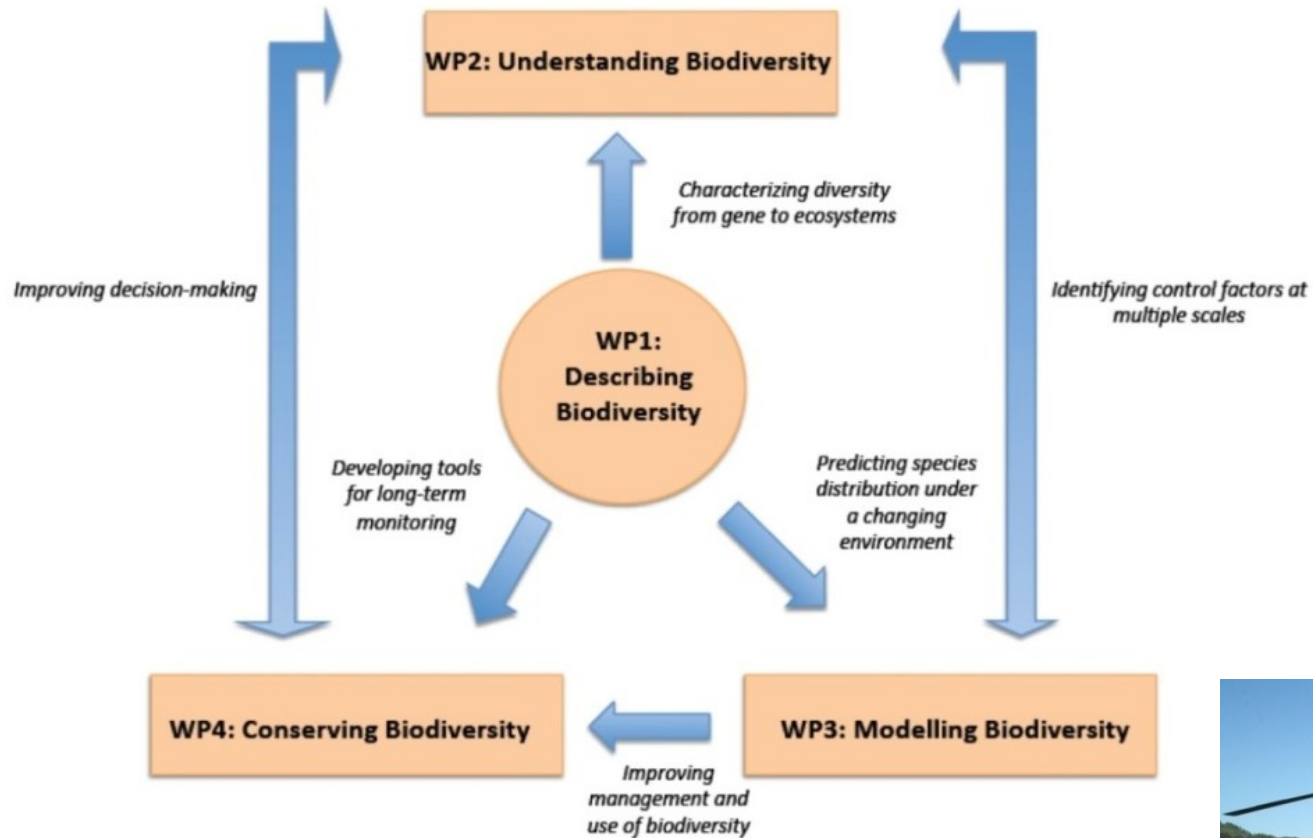 WP2: Understanding Biodiversity
Characterizing diversity
from gene to ecosystems
Improving decision-making
Identifying control factors at
multiple scales
WP1:
Describing
Biodiversity
Developing tools
for long-term
monitoring
Predicting species
distribution under
a changing
environment
WP4: Conserving Biodiversity
WP3: Modelling Biodiversity
Improving
management and
use of biodiversity